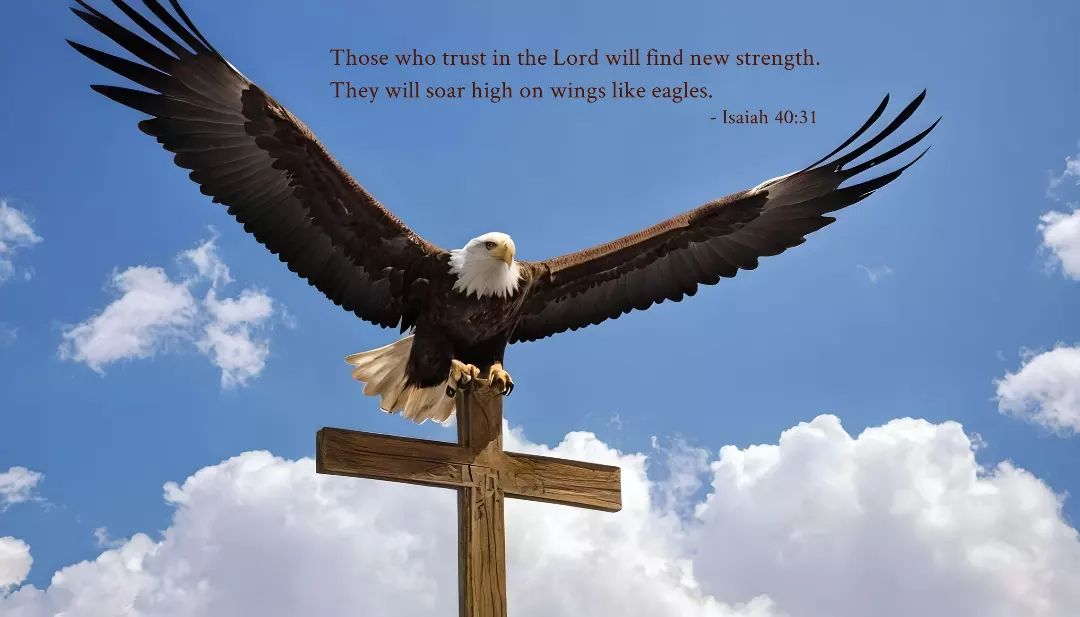 Those who trust in the Lord will find new strength.
They will soar high on wings like eagles.
- Isaiah 40:31